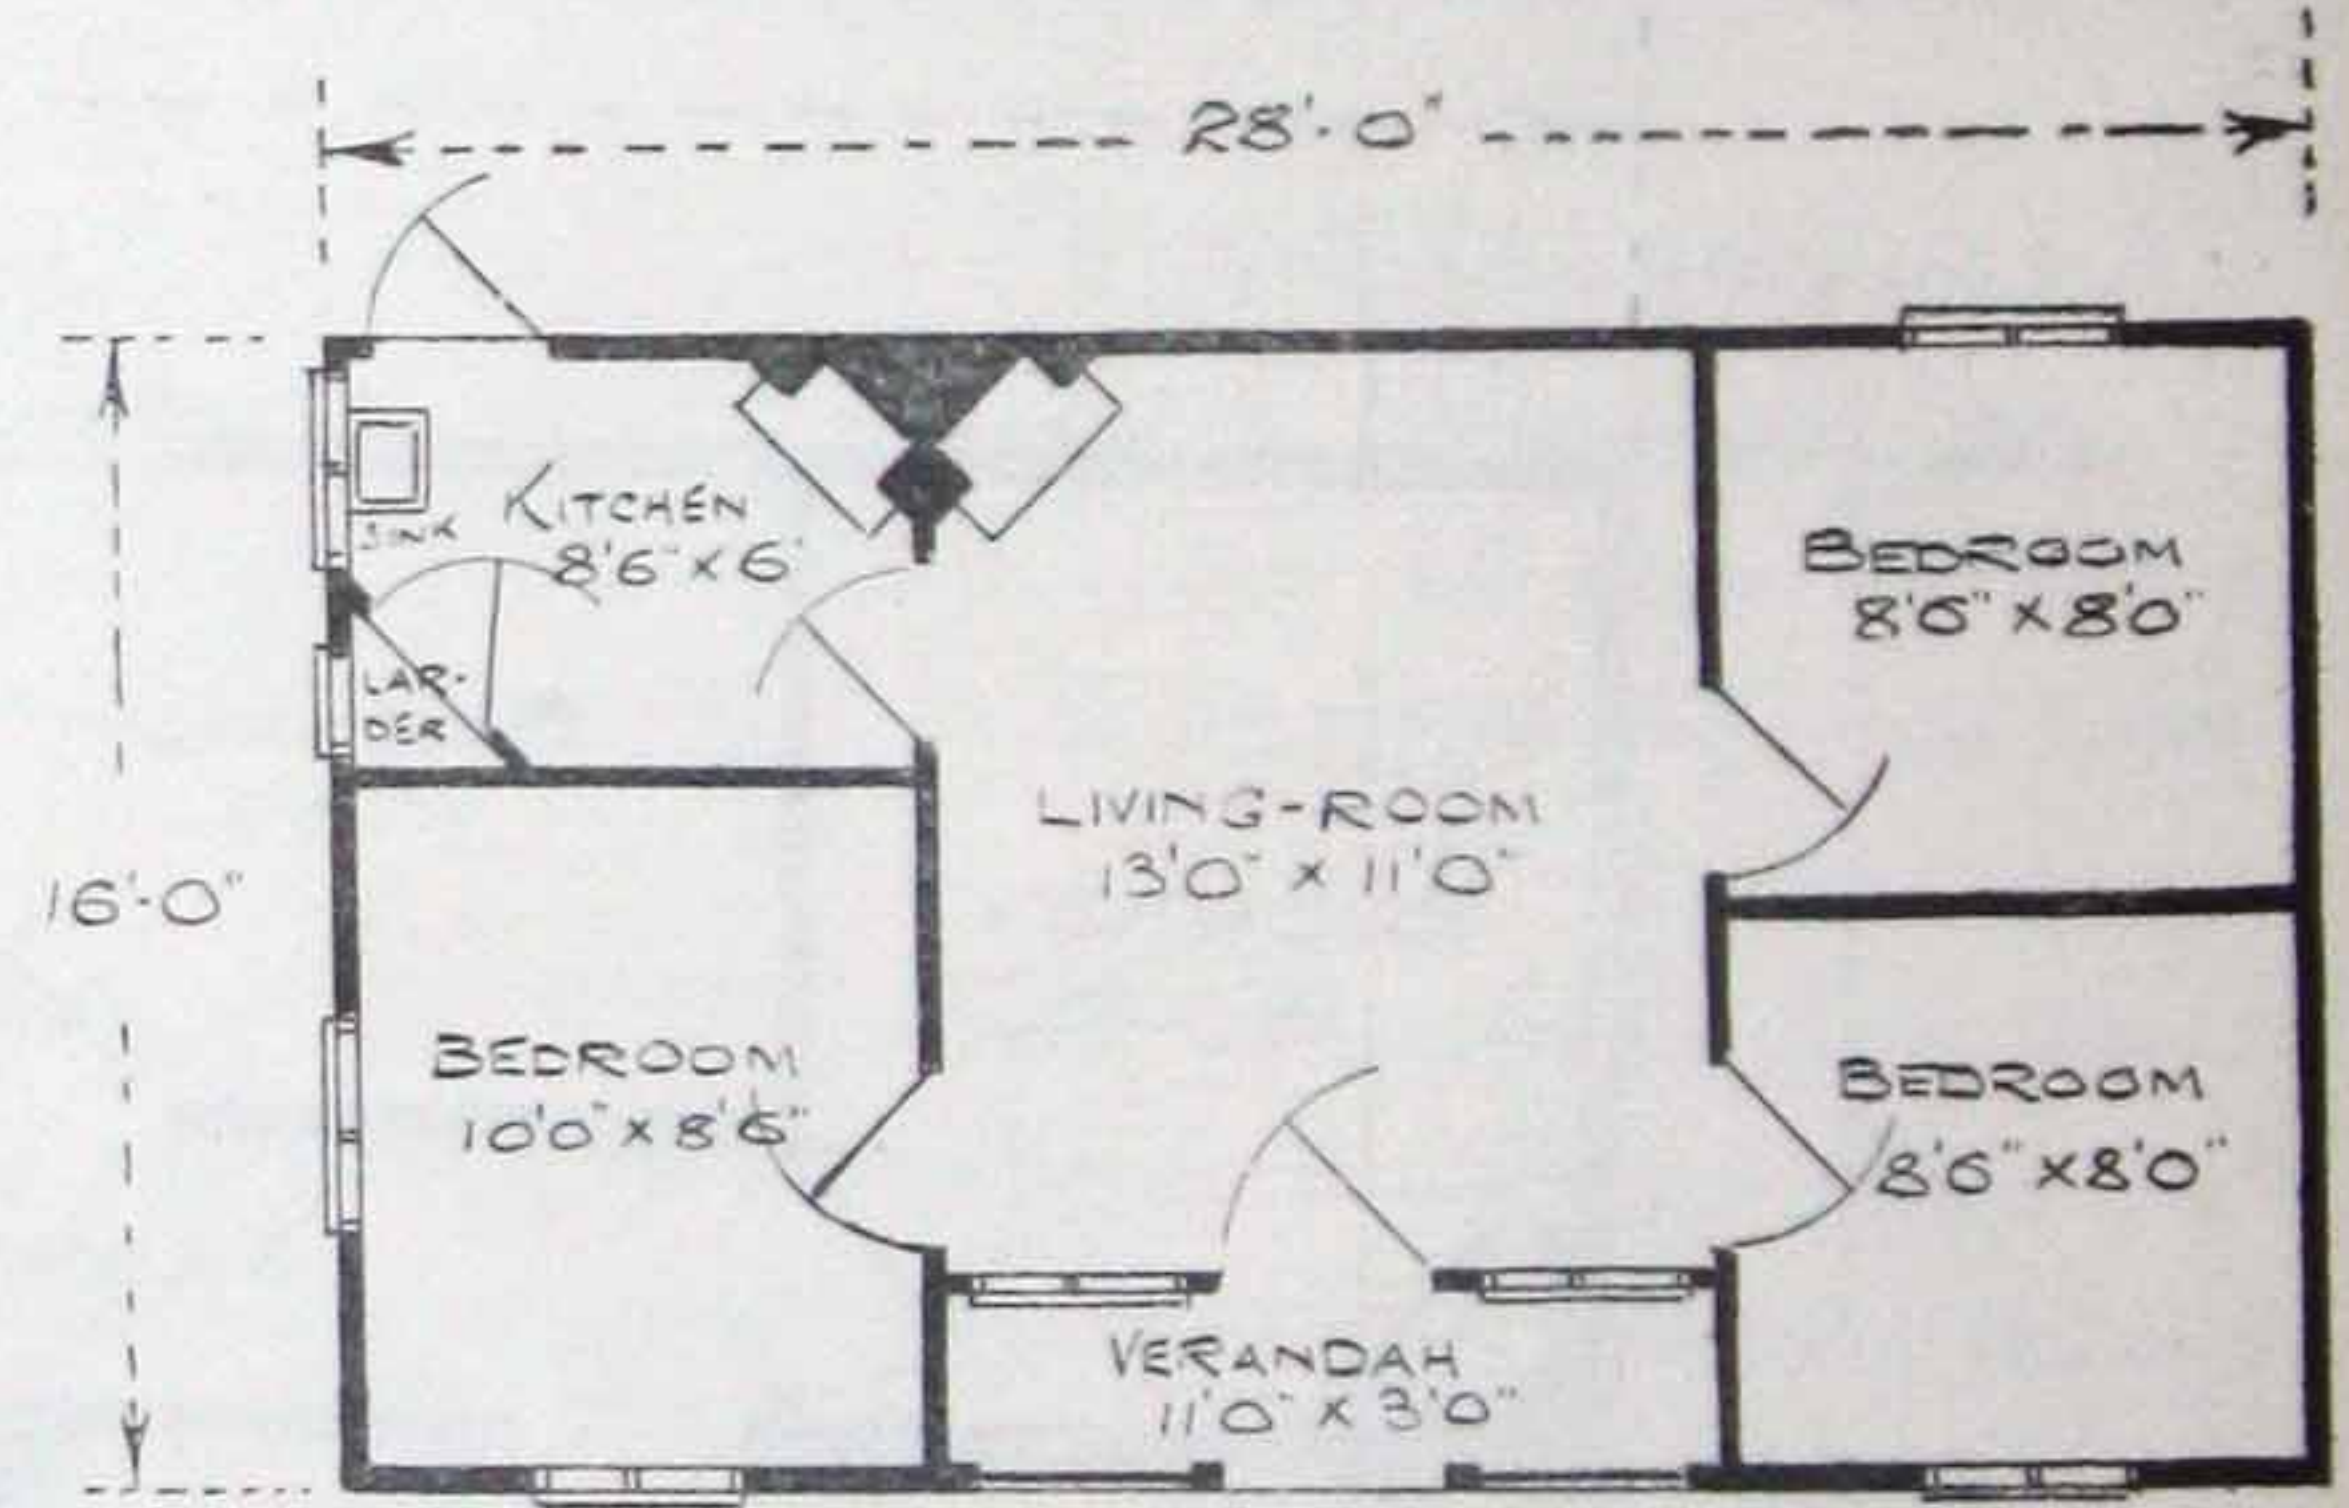 28'-0"
KITCHEN
8'6" x 6'
SINK
LAR-
DER
BEDROOM
8'6" x 8'0"
LIVING-ROOM
13'0" x 11'0"
16'-0"
BEDROOM
10'0" x 8'6"
BEDROOM
8'6" x 8'0"
VERANDAH
11'0" x 3'0"